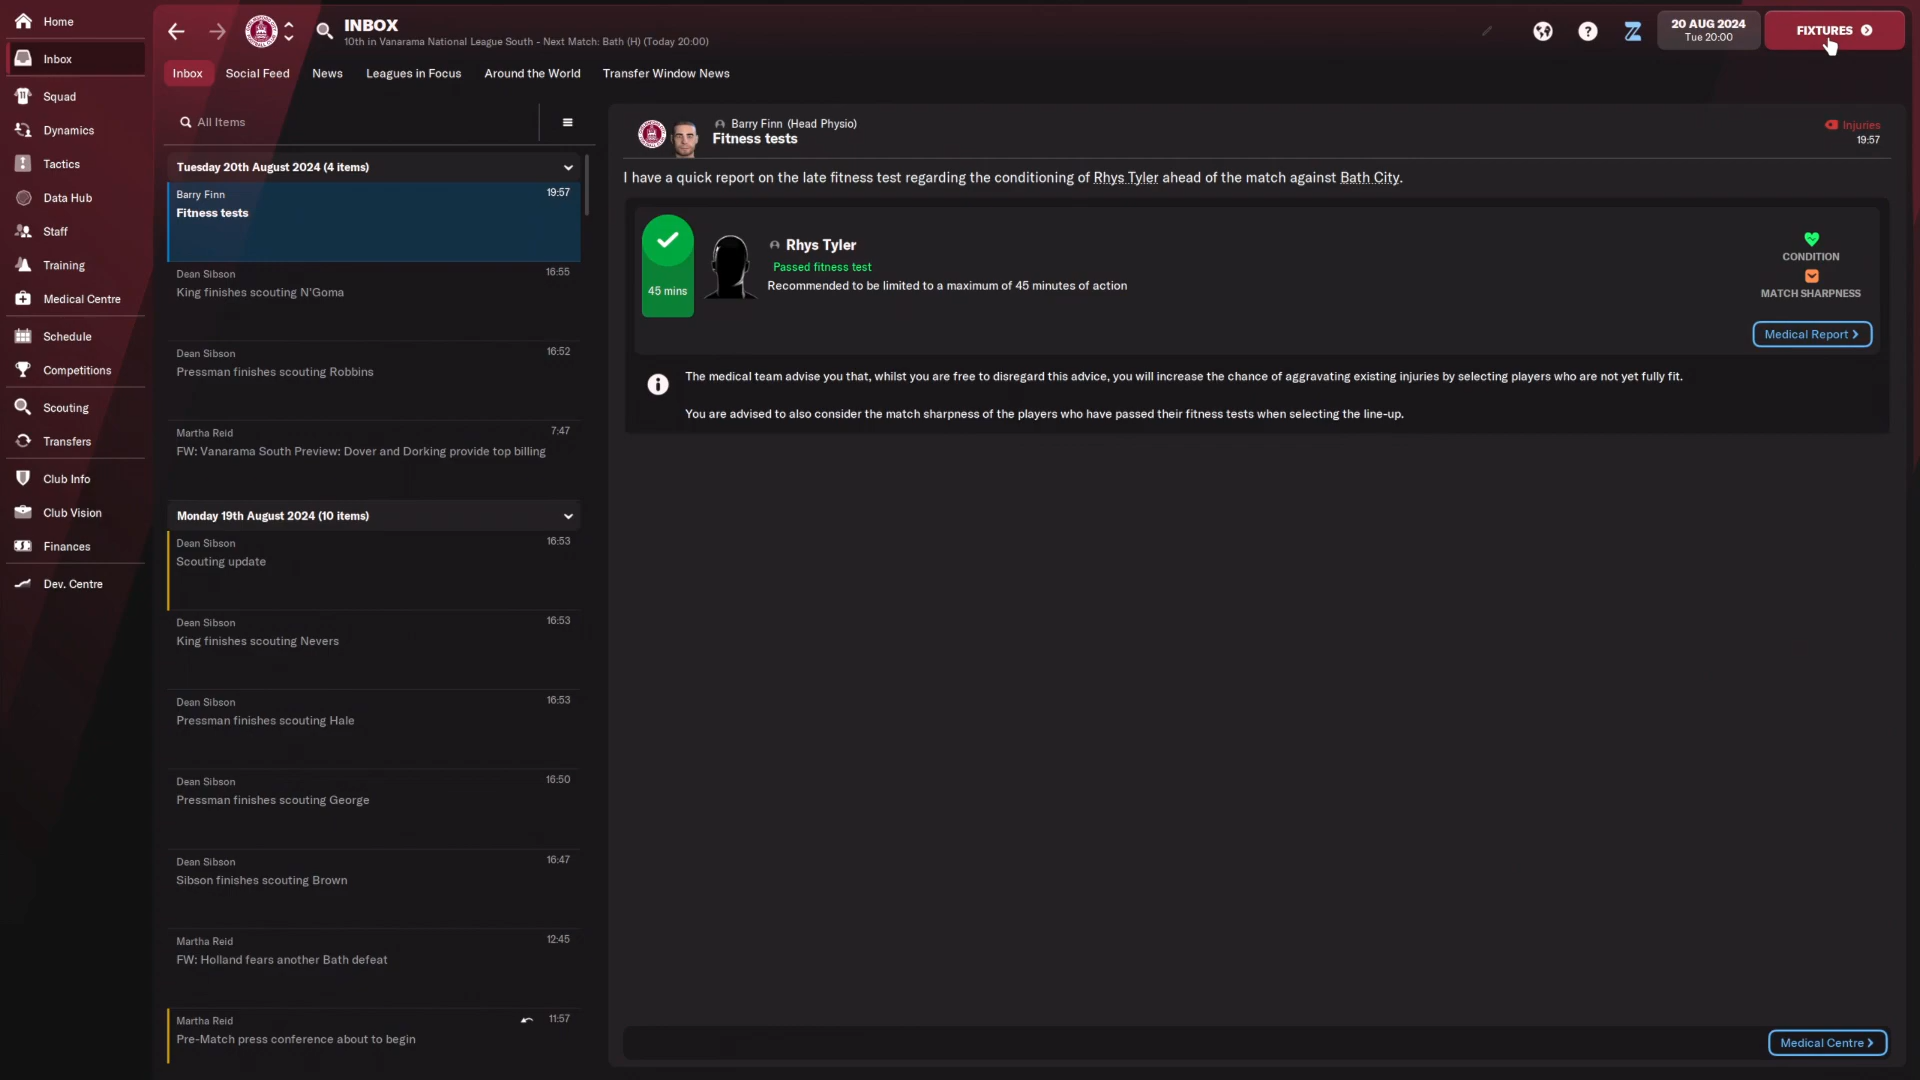 Home
Inbox
Squad
Dynamics
Tactics
Data Hub
Staff
Training
Medical Centre
Schedule
Competitions
Scouting
Transfers
Club Info
Club Vision
Finances
Dev. Centre
INBOX
10th in Vanarama National League South - Next Match: Bath (H) (Today 20:00)
20 AUG 2024
Tue 20:00
FIXTURES
Inbox Social Feed News Leagues in Focus Around the World Transfer Window News
All Items
Tuesday 20th August 2024 (4 items)
Barry Finn 19:57
Fitness tests
Dean Sibson 16:55
King finishes scouting N'Goma
Dean Sibson 16:52
Pressman finishes scouting Robbins
Martha Reid 7:47
FW: Vanarama South Preview: Dover and Dorking provide top billing
Monday 19th August 2024 (10 items)
Dean Sibson 16:53
Scouting update
Dean Sibson 16:53
King finishes scouting Nevers
Dean Sibson 16:53
Pressman finishes scouting Hale
Dean Sibson 16:50
Pressman finishes scouting George
Dean Sibson 16:47
Sibson finishes scouting Brown
Martha Reid 12:45
FW: Holland fears another Bath defeat
Martha Reid 11:57
Pre-Match press conference about to begin
Barry Finn (Head Physio)
Fitness tests
Injuries
19:57
I have a quick report on the late fitness test regarding the conditioning of Rhys Tyler ahead of the match against Bath City.
45 mins
Rhys Tyler
Passed fitness test
Recommended to be limited to a maximum of 45 minutes of action
CONDITION
MATCH SHARPNESS
Medical Report
The medical team advise you that, whilst you are free to disregard this advice, you will increase the chance of aggravating existing injuries by selecting players who are not yet fully fit.
You are advised to also consider the match sharpness of the players who have passed their fitness tests when selecting the line-up.
Medical Centre